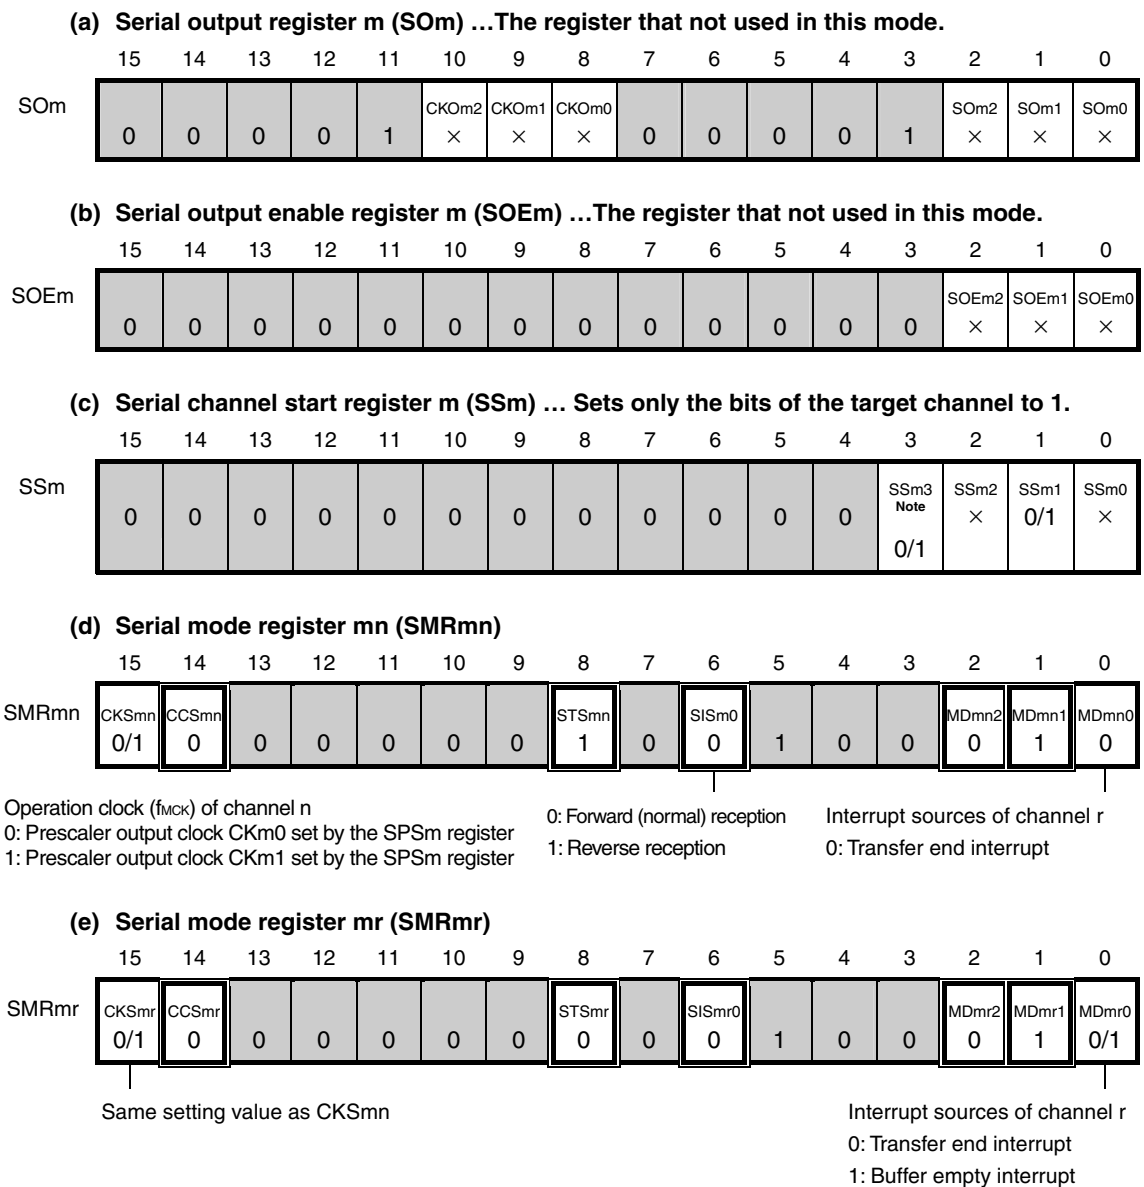 (a) Serial output register m (SOm) …The register that not used in this mode.
15 14 13 12 11 10 9 8 7 6 5 4 3 2 1 0
SOm
CKOm2 CKOm1 CKOm0 SOm2 SOm1 SOm0
0 0 0 0 1 × × × 0 0 0 0 1 × × ×
(b) Serial output enable register m (SOEm) …The register that not used in this mode.
15 14 13 12 11 10 9 8 7 6 5 4 3 2 1 0
SOEm
SOEm2 SOEm1 SOEm0
0 0 0 0 0 0 0 0 0 0 0 0 0 × × ×
(c) Serial channel start register m (SSm) … Sets only the bits of the target channel to 1.
15 14 13 12 11 10 9 8 7 6 5 4 3 2 1 0
SSm
SSm3 SSm2 SSm1 SSm0
Note
0 0 0 0 0 0 0 0 0 0 0 0 × 0/1 ×
0/1
(d) Serial mode register mn (SMRmn)
15 14 13 12 11 10 9 8 7 6 5 4 3 2 1 0
SMRmn
CKSmn CCSmn STSmn SISm0 MDmn2 MDmn1 MDmn0
0/1 0 0 0 0 0 0 1 0 0 1 0 0 0 1 0
Operation clock (fMCK) of channel n
0: Prescaler output clock CKm0 set by the SPSm register
1: Prescaler output clock CKm1 set by the SPSm register
0: Forward (normal) reception
1: Reverse reception
Interrupt sources of channel r
0: Transfer end interrupt
(e) Serial mode register mr (SMRmr)
15 14 13 12 11 10 9 8 7 6 5 4 3 2 1 0
SMRmr
CKSmr CCSmr STSmr SISmr0 MDmr2 MDmr1 MDmr0
0/1 0 0 0 0 0 0 0 0 0 1 0 0 0 1 0/1
Same setting value as CKSmn
Interrupt sources of channel r
0: Transfer end interrupt
1: Buffer empty interrupt